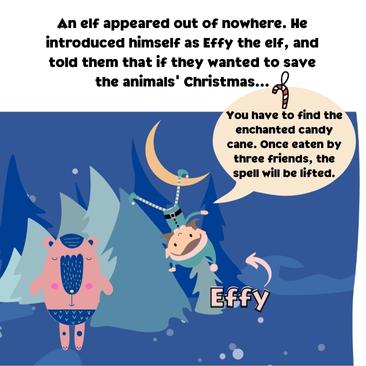 An elf appeared out of nowhere. He
introduced himself as Effy the elf, and
told them that if they wanted to save
the animals' Christmas...
You have to find the
enchanted candy
cane. Once eaten by
three friends, the
spell will be lifted.
Effy